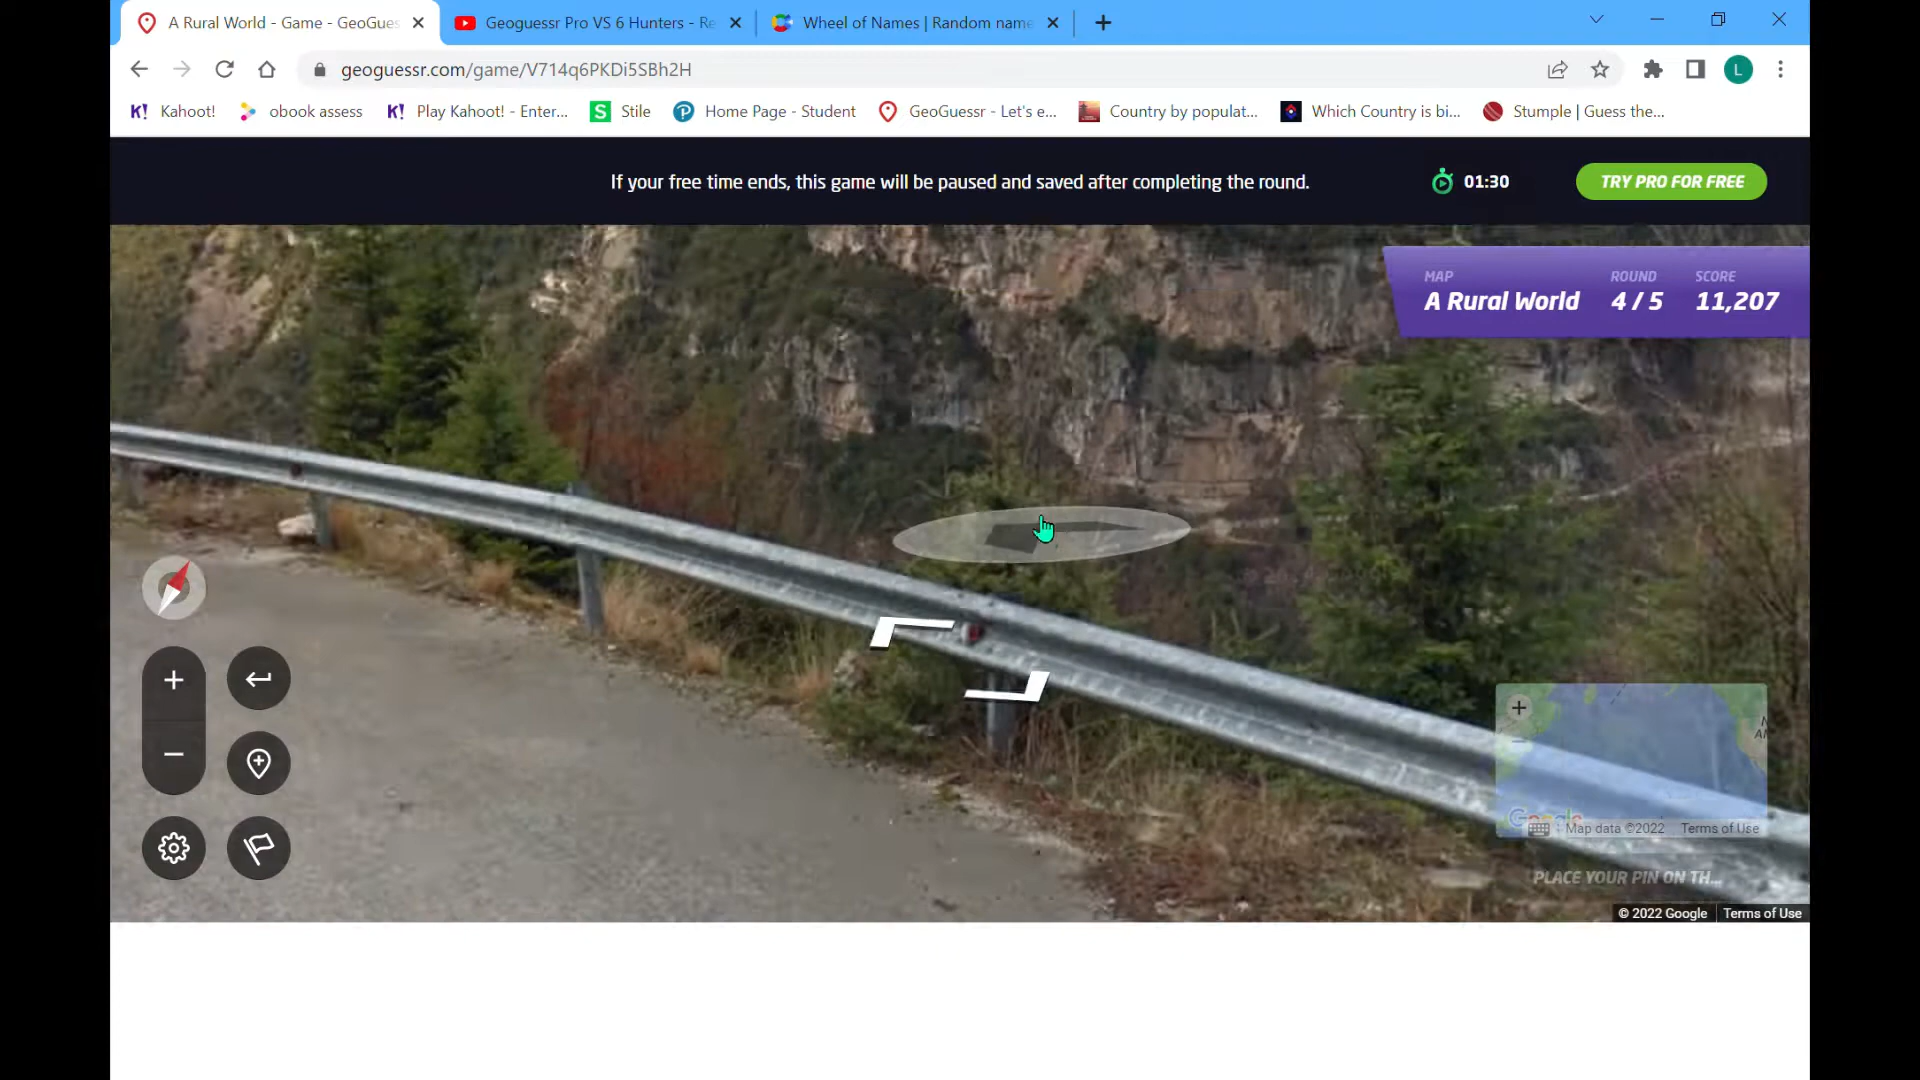 A Rural World - Game - GeoGues
Geoguessr Pro VS 6 Hunters - Re
Wheel of Names | Random name
geoguessr.com/game/V714q6PKDi5SBh2H
L
K! Kahoot!
obook assess
K! Play Kahoot! - Enter...
S Stile
Home Page - Student
GeoGuessr - Let's e...
Country by populat...
Which Country is bi...
Stumple | Guess the...
If your free time ends, this game will be paused and saved after completing the round.
01:30
TRY PRO FOR FREE
MAP ROUND SCORE
A Rural World 4 / 5 11,207
Google
Map data ©2022 Terms of Use
PLACE YOUR PIN ON TH...
© 2022 Google Terms of Use